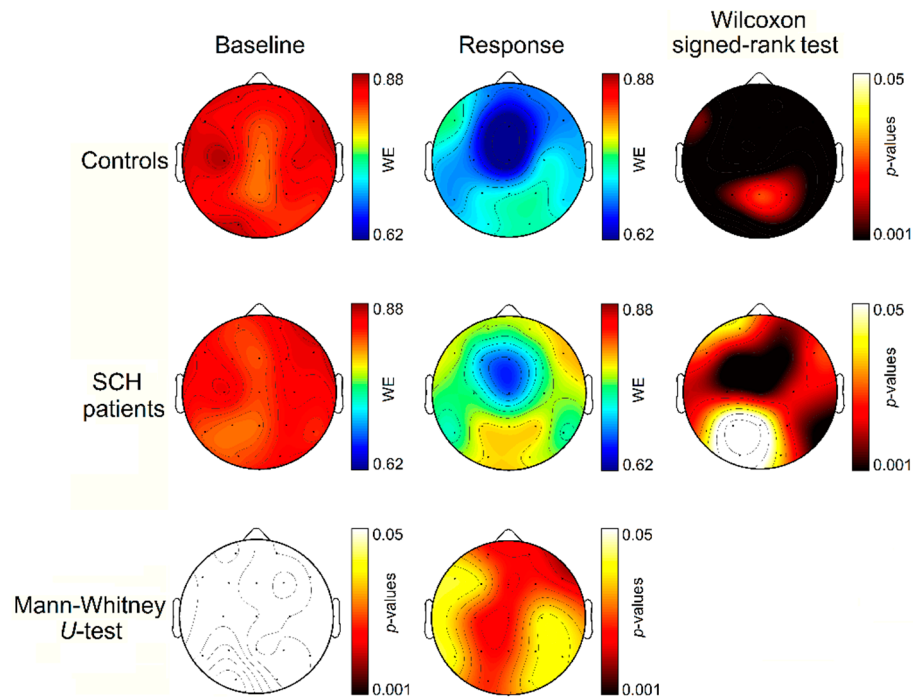 Baseline
Response
Wilcoxon
signed-rank test
Controls
0.88
WE
0.62
0.88
WE
0.62
0.05
p-values
0.001
SCH
patients
0.88
WE
0.62
0.88
WE
0.62
0.05
p-values
0.001
Mann-Whitney
U-test
0.05
p-values
0.001
0.05
p-values
0.001